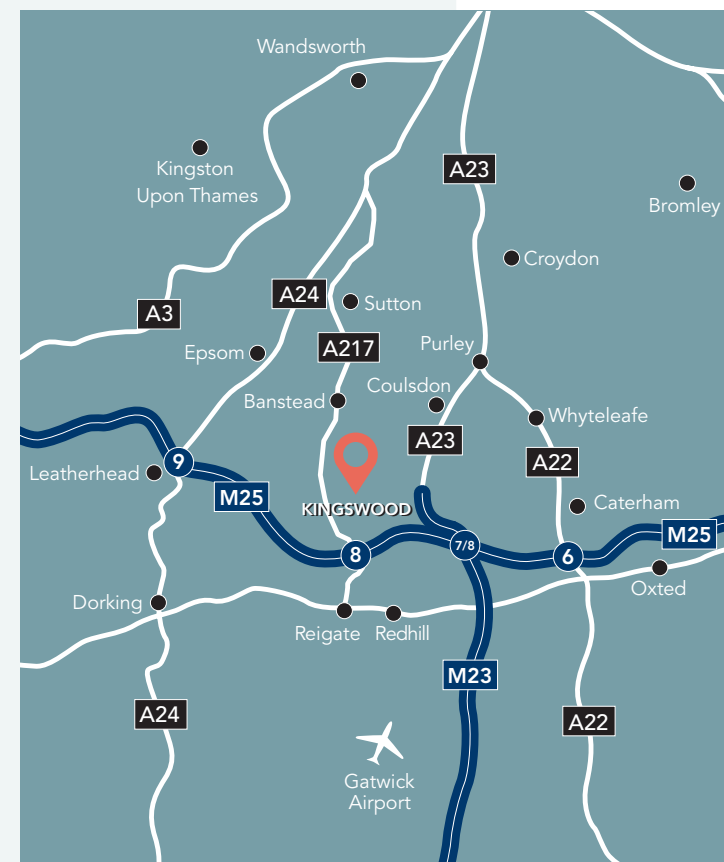 Wandsworth
Kingston
Upon Thames
A23
Bromley
Croydon
A24
Sutton
A3
Purley
Epsom
A217
Coulsdon
Banstead
Whyteleafe
A23
A22
9
Leatherhead
M25
KINGSWOOD
Caterham
M25
7/8
8
6
Oxted
Dorking
Reigate
Redhill
M23
A24
A22
Gatwick
Airport